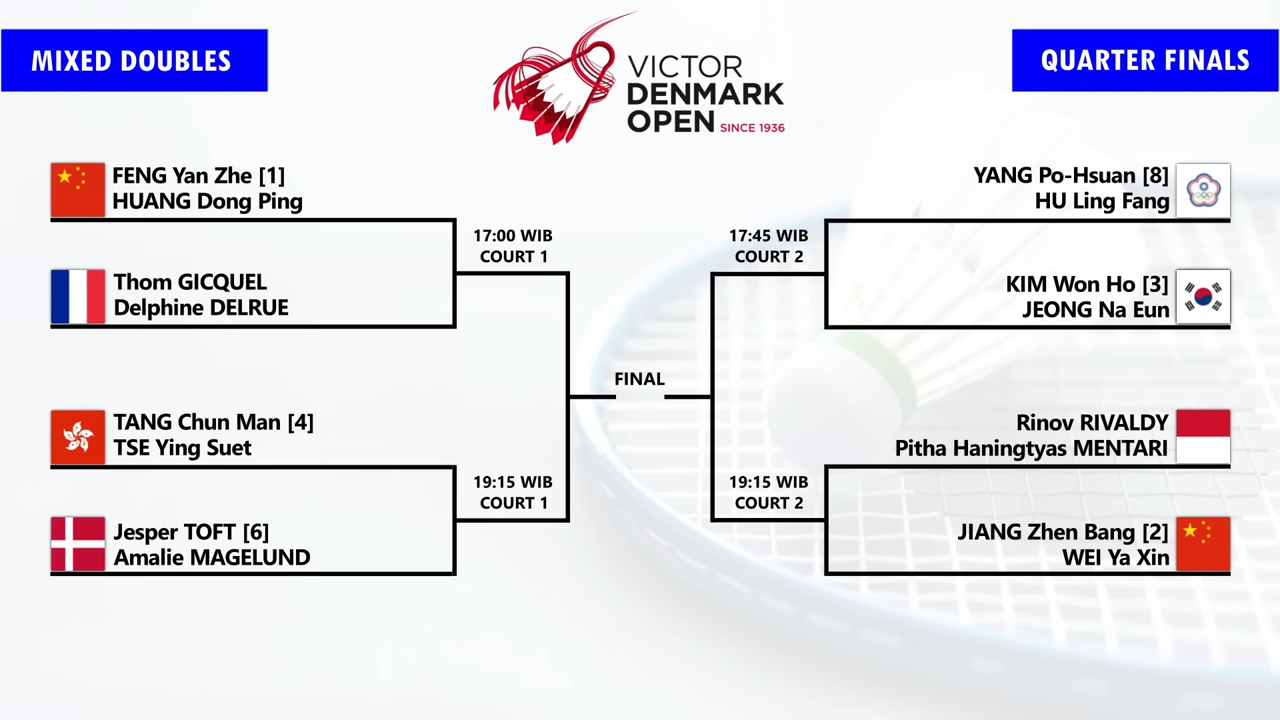 MIXED DOUBLES
VICTOR
DENMARK
OPEN SINCE 1936
QUARTER FINALS
FENG Yan Zhe [1]
HUANG Dong Ping
17:00 WIB
COURT 1
Thom GICQUEL
Delphine DELRUE
TANG Chun Man [4]
TSE Ying Suet
19:15 WIB
COURT 1
Jesper TOFT [6]
Amalie MAGELUND
FINAL
YANG Po-Hsuan [8]
HU Ling Fang
17:45 WIB
COURT 2
KIM Won Ho [3]
JEONG Na Eun
Rinov RIVALDY
Pitha Haningtyas MENTARI
19:15 WIB
COURT 2
JIANG Zhen Bang [2]
WEI Ya Xin